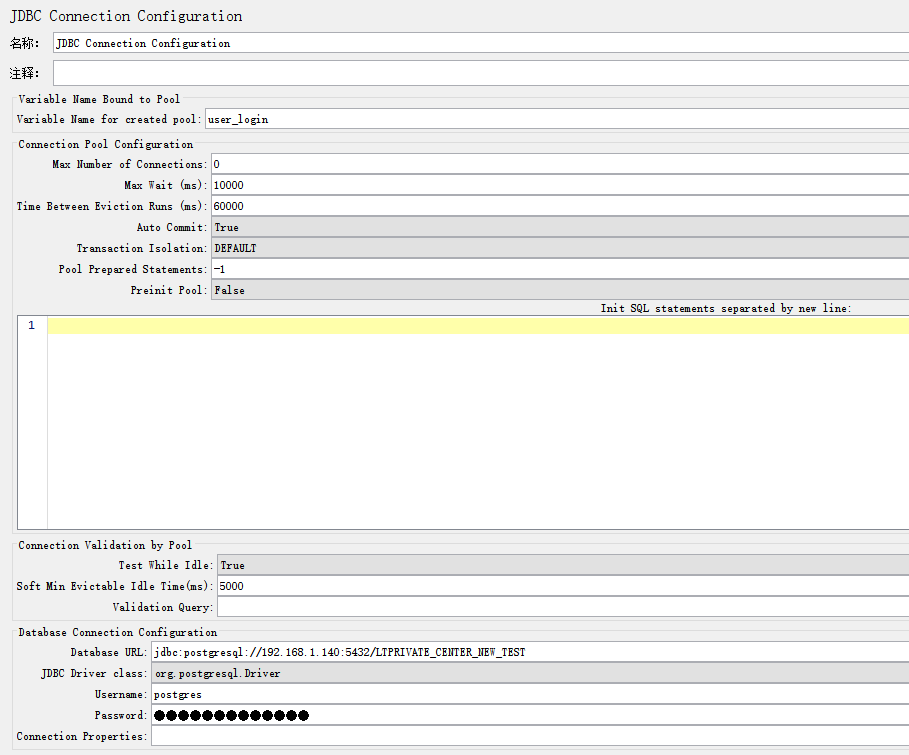 JDBC Connection Configuration
名称： JDBC Connection Configuration
注释：
Variable Name Bound to Pool
Variable Name for created pool: user_login
Connection Pool Configuration
Max Number of Connections: 0
Max Wait (ms): 10000
Time Between Eviction Runs (ms): 60000
Auto Commit: True
Transaction Isolation: DEFAULT
Pool Prepared Statements: -1
Preinit Pool: False
Init SQL statements separated by new line:
1
Connection Validation by Pool
Test While Idle: True
Soft Min Evictable Idle Time(ms): 5000
Validation Query:
Database Connection Configuration
Database URL: jdbc:postgresql://192.168.1.140:5432/LTPRIVATE_CENTER_NEW_TEST
JDBC Driver class: org.postgresql.Driver
Username: postgres
Password: ●●●●●●●●●●●●●
Connection Properties: